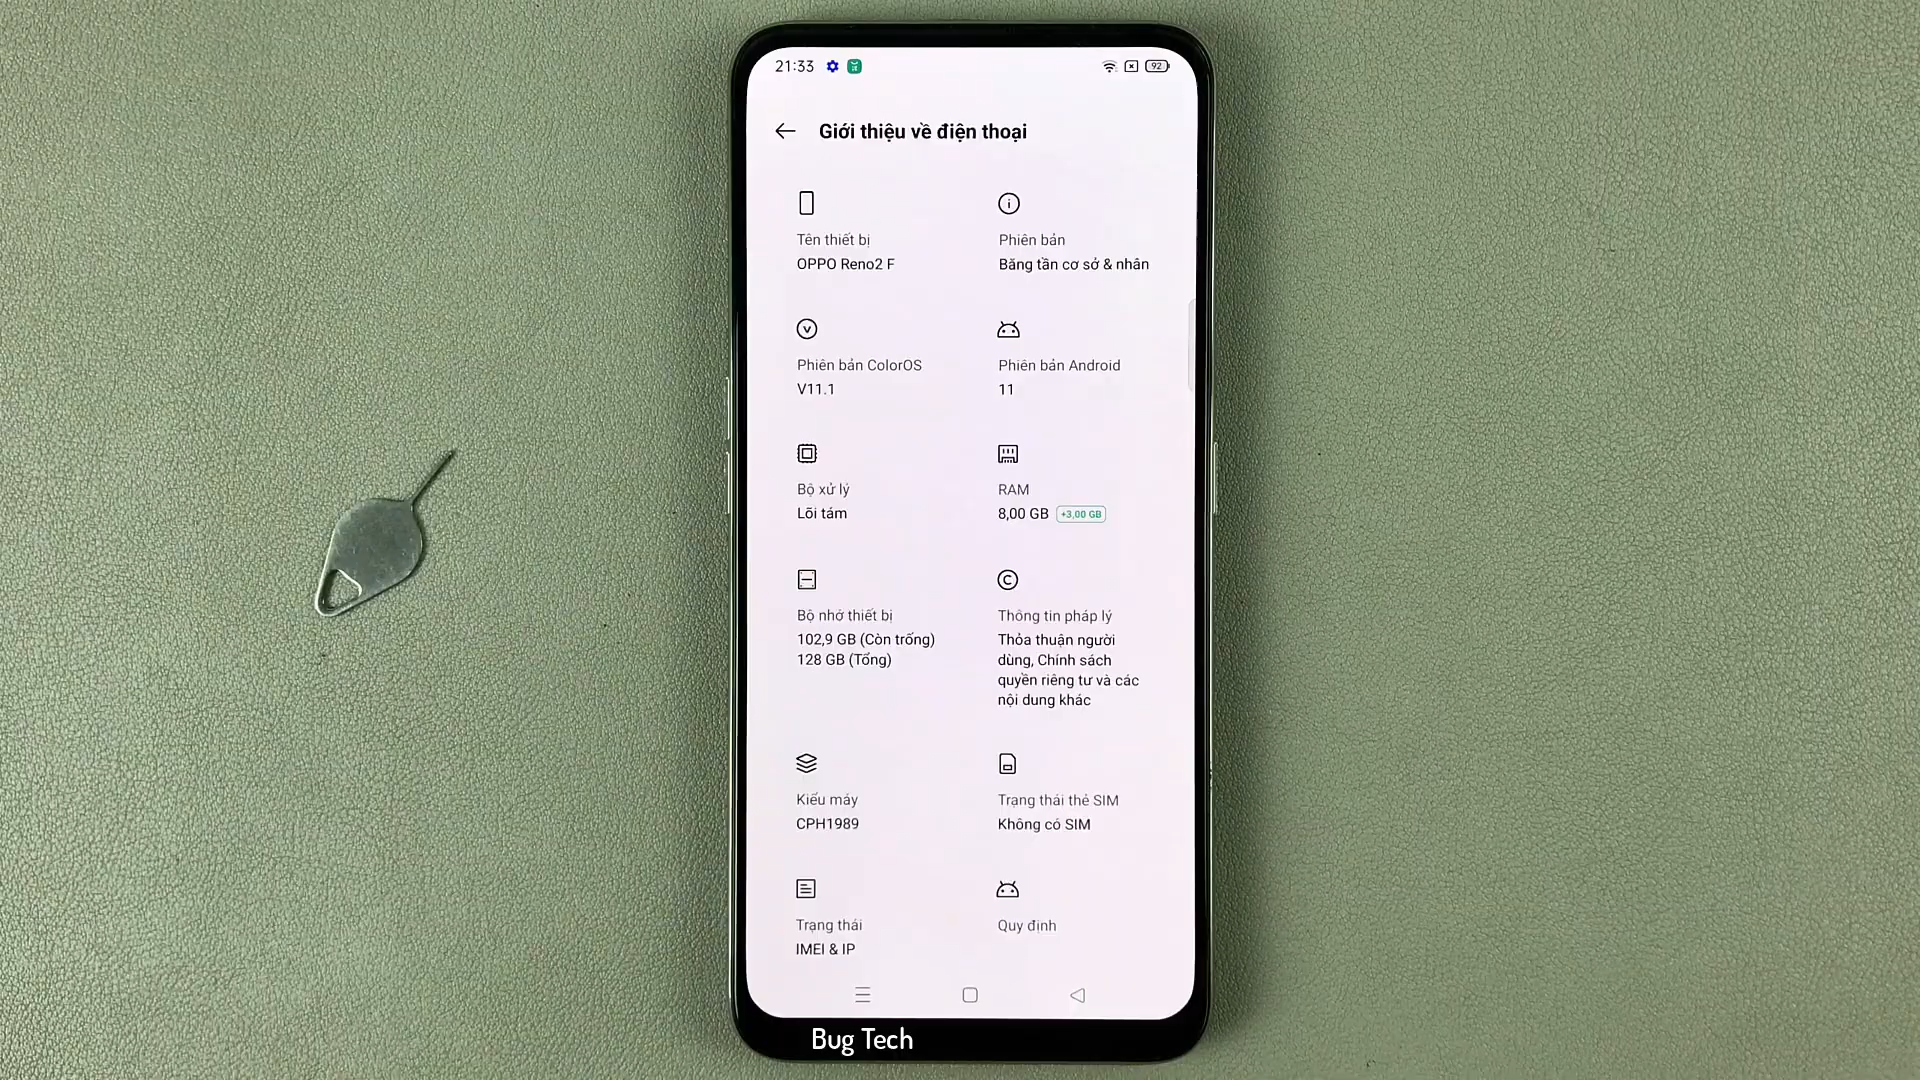 21:33
92
Giới thiệu về điện thoại
Tên thiết bị
OPPO Reno2 F
Phiên bản
Băng tần cơ sở & nhân
Phiên bản ColorOS
V11.1
Phiên bản Android
11
Bộ xử lý
Lõi tám
RAM
8,00 GB +3,00 GB
Bộ nhớ thiết bị
102,9 GB (Còn trống)
128 GB (Tổng)
Thông tin pháp lý
Thỏa thuận người
dùng, Chính sách
quyền riêng tư và các
nội dung khác
Kiểu máy
CPH1989
Trạng thái thẻ SIM
Không có SIM
Trạng thái
IMEI & IP
Quy định
Bug Tech